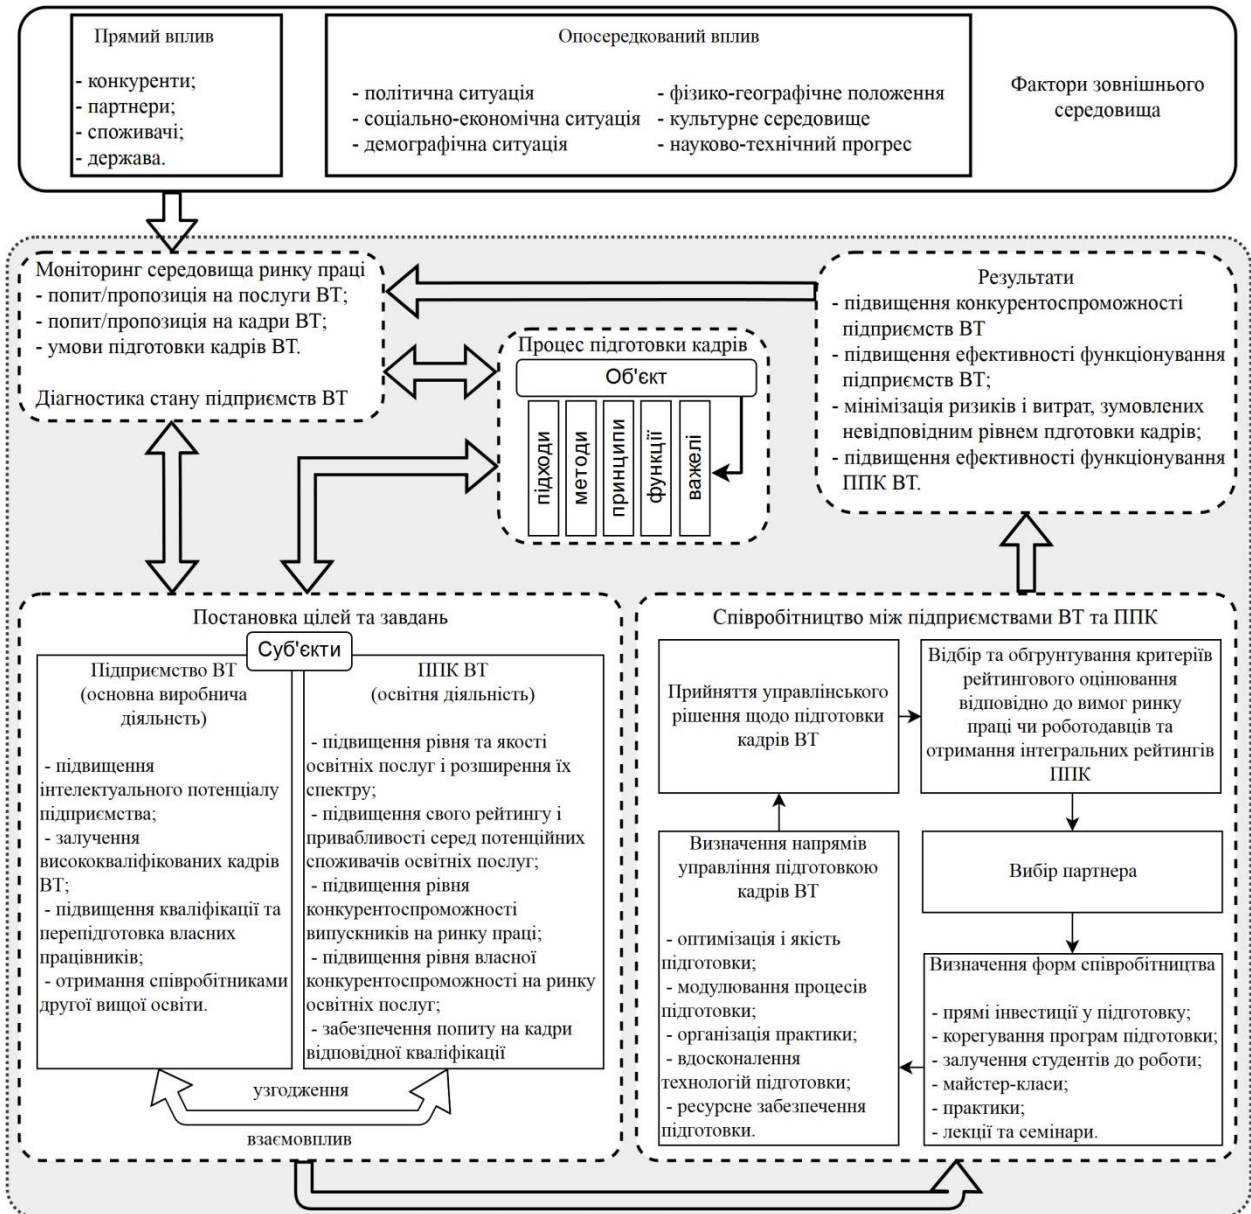 Прямий вплив
- конкуренти;
- партнери;
- споживачі;
- держава.
Опосередкований вплив
- політична ситуація
- соціально-економічна ситуація
- демографічна ситуація
- фізико-географічне положення
- культурне середовище
- науково-технічний прогрес
Фактори зовнішнього
середовища
Моніторинг середовища ринку праці
- попит/пропозиція на послуги ВТ;
- попит/пропозиція на кадри ВТ;
- умови підготовки кадрів ВТ.
Діагностика стану підприємств ВТ
Процес підготовки кадрів
Об'єкт
підходи
методи
принципи
функції
важелі
Результати
- підвищення конкурентоспроможності
підприємств ВТ
- підвищення ефективності функціонування
підприємств ВТ;
- мінімізація ризиків і витрат, зумовлених
невідповідним рівнем пдготовки кадрів;
- підвищення ефективності функціонування
ППК ВТ.
Постановка цілей та завдань
Суб'єкти
Підприємство ВТ
(основна виробнича
діяльнсть)
- підвищення
інтелектуального потенціалу
підприємства;
- залучення
висококваліфікованих кадрів
ВТ;
- підвищення кваліфікації та
перепідготовка власних
працівників;
- отримання співробітниками
другої вищої освіти.
ППК ВТ
(освітня діяльність)
- підвищення рівня та якості
освітніх послуг і розширення їх
спектру;
- підвищення свого рейтингу і
привабливості серед потенційних
споживачів освітніх послуг;
- підвищення рівня
конкурентоспроможності
випускників на ринку праці;
- підвищення рівня власної
конкурентоспроможності на ринку
освітніх послуг;
- забезпечення попиту на кадри
відповідної кваліфікації
узгодження
взаємовплив
Співробітництво між підприємствами ВТ та ППК
Прийняття управлінського
рішення щодо підготовки
кадрів ВТ
Відбір та обгрунтування критеріїв
рейтингового оцінювання
відповідно до вимог ринку
праці чи роботодавців та
отримання інтегральних рейтингів
ППК
Вибір партнера
Визначення форм співробітництва
- прямі інвестиції у підготовку;
- корегування програм підготовки;
- залучення студентів до роботи;
- майстер-класи;
- практики;
- лекції та семінари.
Визначення напрямів
управління підготовкою
кадрів ВТ
- оптимізація і якість
підготовки;
- модулювання процесів
підготовки;
- організація практики;
- вдосконалення
технологій підготовки;
- ресурсне забезпечення
підготовки.